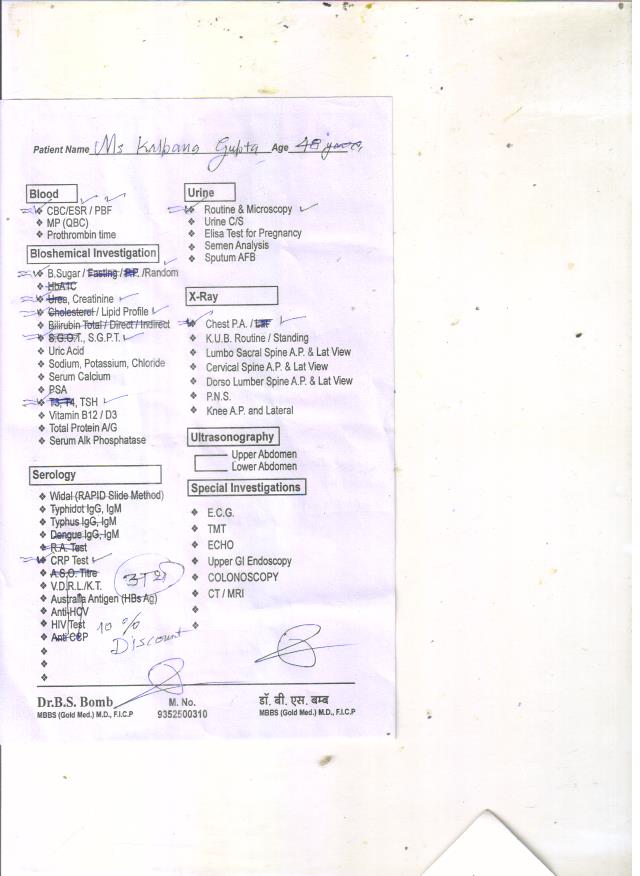 Patient Name Ms Kalpana Gupta Age 48 years
Blood
❖ CBC/ESR / PBF
❖ MP (QBC)
❖ Prothrombin time
Bioshemical Investigation
❖ B.Sugar / Fasting / P.P. /Random
❖ HbA1C
❖ Urea, Creatinine
❖ Cholesterol / Lipid Profile
❖ Bilirubin Total / Direct / Indirect
❖ S.G.O.T., S.G.P.T.
❖ Uric Acid
❖ Sodium, Potassium, Chloride
❖ Serum Calcium
❖ PSA
❖ T3, T4, TSH
❖ Vitamin B12 / D3
❖ Total Protein A/G
❖ Serum Alk Phosphatase
Serology
❖ Widal (RAPID Slide Method)
❖ Typhidot IgG, IgM
❖ Typhus IgG, IgM
❖ Dengue IgG, IgM
❖ R.A. Test
❖ CRP Test
❖ A.S.O. Titre
❖ V.D.R.L./K.T.
❖ Australia Antigen (HBs Ag)
❖ Anti-HCV
❖ HIV Test
❖ Anti CCP
10 %
Discount
Urine
❖ Routine & Microscopy
❖ Urine C/S
❖ Elisa Test for Pregnancy
❖ Semen Analysis
❖ Sputum AFB
X-Ray
❖ Chest P.A. /
❖ K.U.B. Routine / Standing
❖ Lumbo Sacral Spine A.P. & Lat View
❖ Cervical Spine A.P. & Lat View
❖ Dorso Lumber Spine A.P. & Lat View
❖ P.N.S.
❖ Knee A.P. and Lateral
Ultrasonography
Upper Abdomen
Lower Abdomen
Special Investigations
❖ E.C.G.
❖ TMT
❖ ECHO
❖ Upper GI Endoscopy
❖ COLONOSCOPY
❖ CT / MRI
Dr.B.S. Bomb
MBBS (Gold Med.) M.D., F.I.C.P
M. No.
9352500310
डॉ. बी. एस. बम्ब
MBBS (Gold Med.) M.D., F.I.C.P